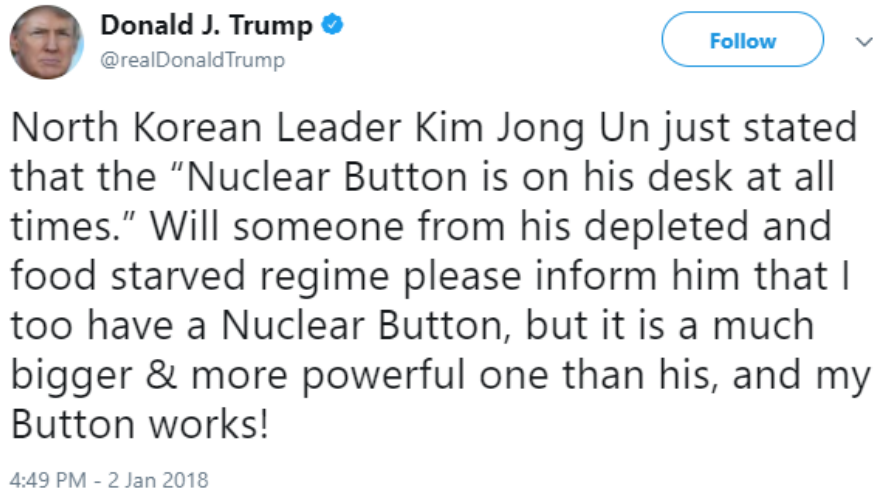 Donald J. Trump
@realDonaldTrump
Follow
North Korean Leader Kim Jong Un just stated
that the “Nuclear Button is on his desk at all
times.” Will someone from his depleted and
food starved regime please inform him that I
too have a Nuclear Button, but it is a much
bigger & more powerful one than his, and my
Button works!
4:49 PM - 2 Jan 2018